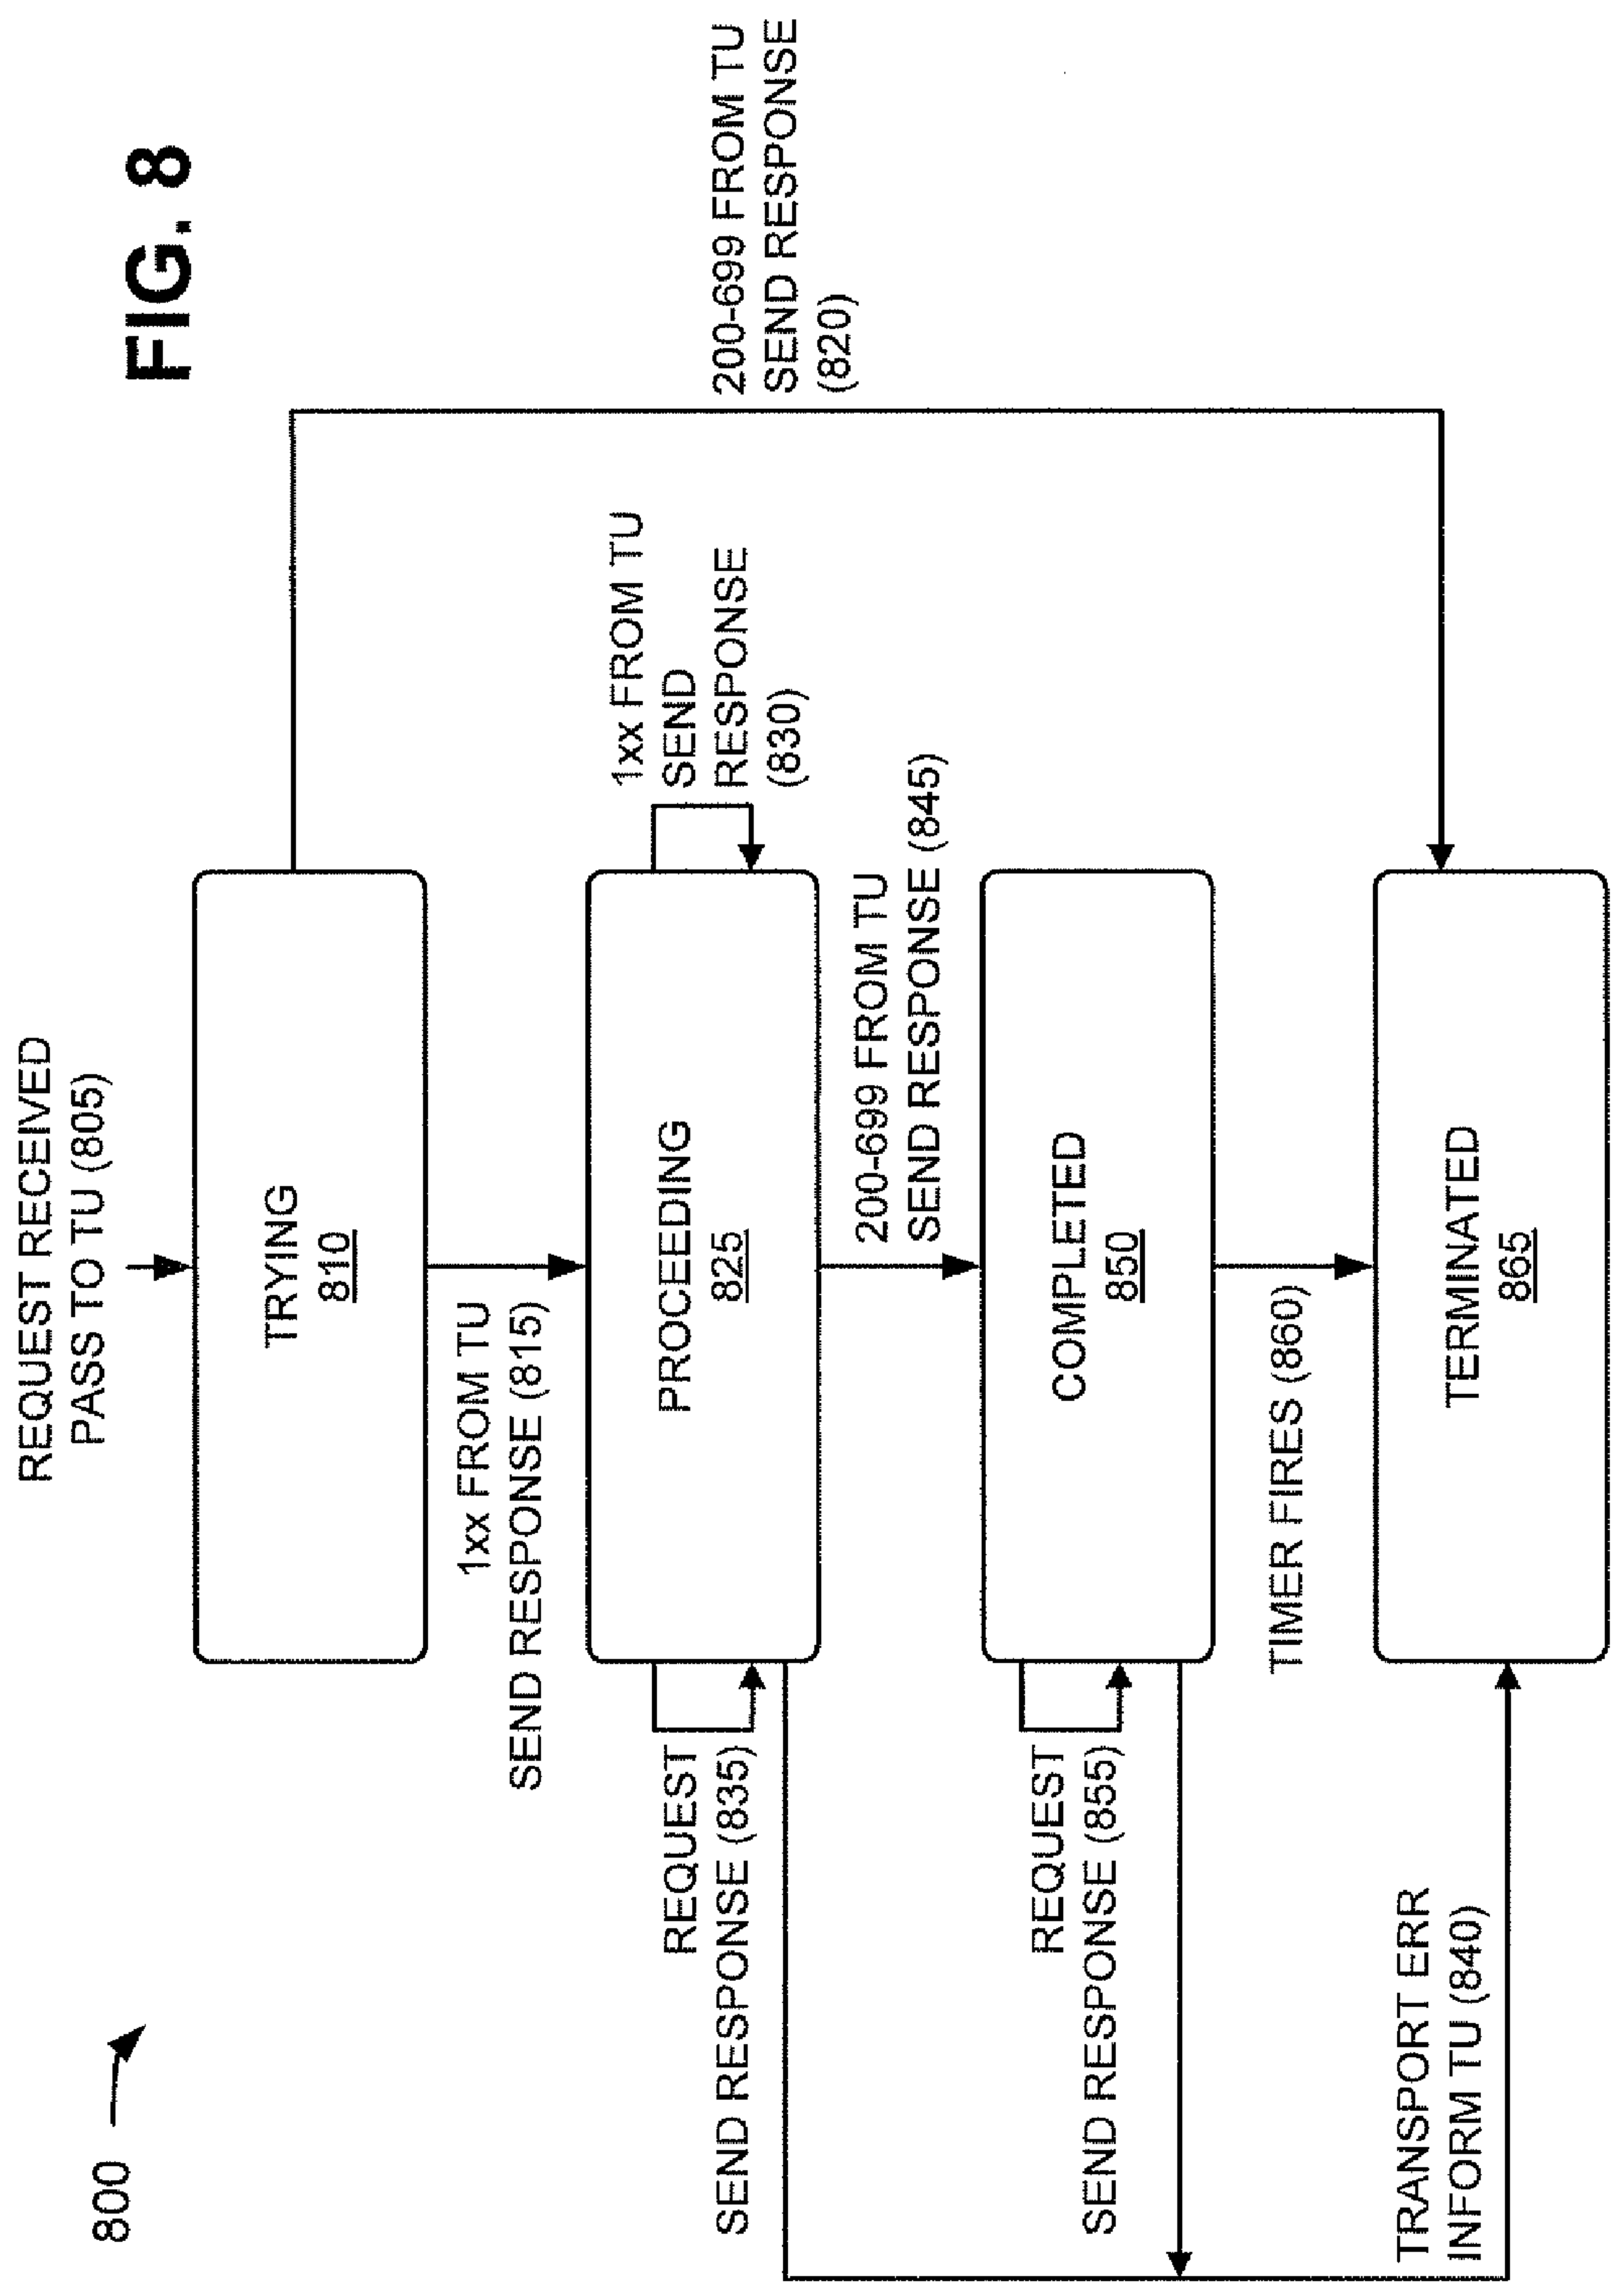 FIG. 8
800
REQUEST RECEIVED
PASS TO TU (805)
TRYING
810
1xx FROM TU
SEND RESPONSE (815)
200-699 FROM TU
SEND RESPONSE
(820)
PROCEEDING
825
1xx FROM TU
SEND
RESPONSE
(830)
REQUEST
SEND RESPONSE (835)
200-699 FROM TU
SEND RESPONSE (845)
COMPLETED
850
REQUEST
SEND RESPONSE (855)
TIMER FIRES (860)
TRANSPORT ERR
INFORM TU (840)
TERMINATED
865